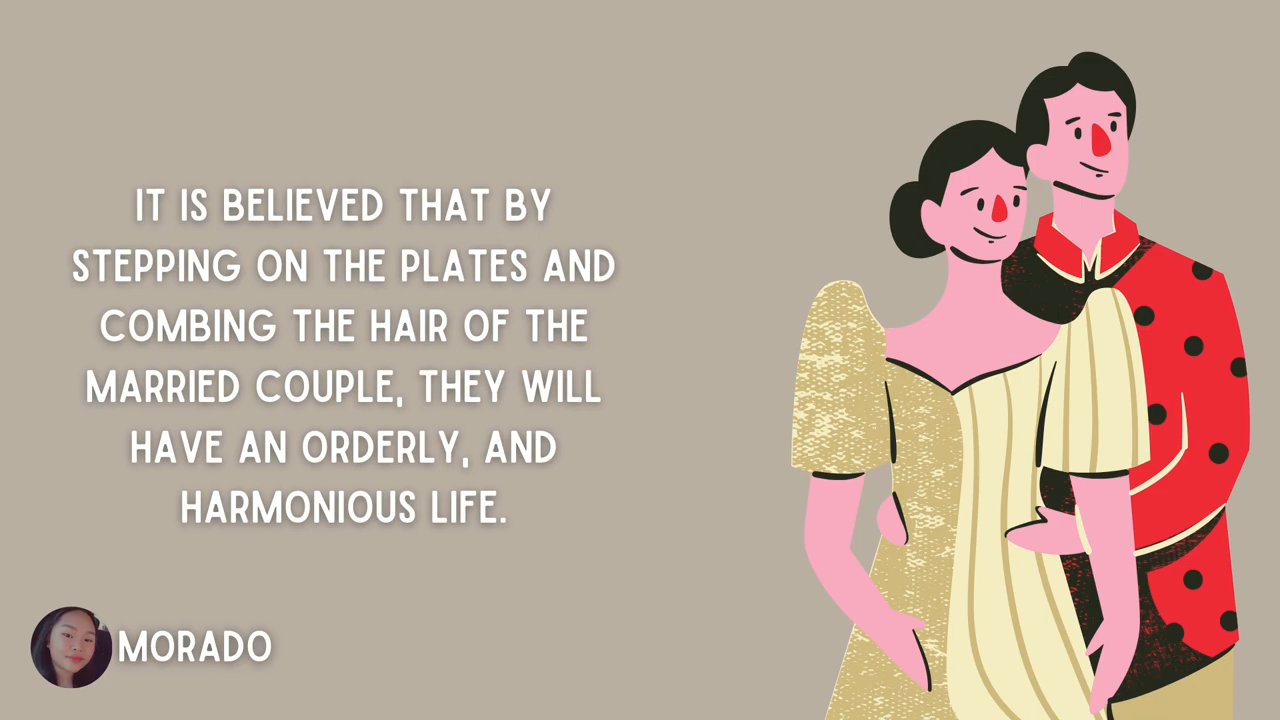 IT IS BELIEVED THAT BY
STEPPING ON THE PLATES AND
COMBING THE HAIR OF THE
MARRIED COUPLE, THEY WILL
HAVE AN ORDERLY, AND
HARMONIOUS LIFE.
MORADO